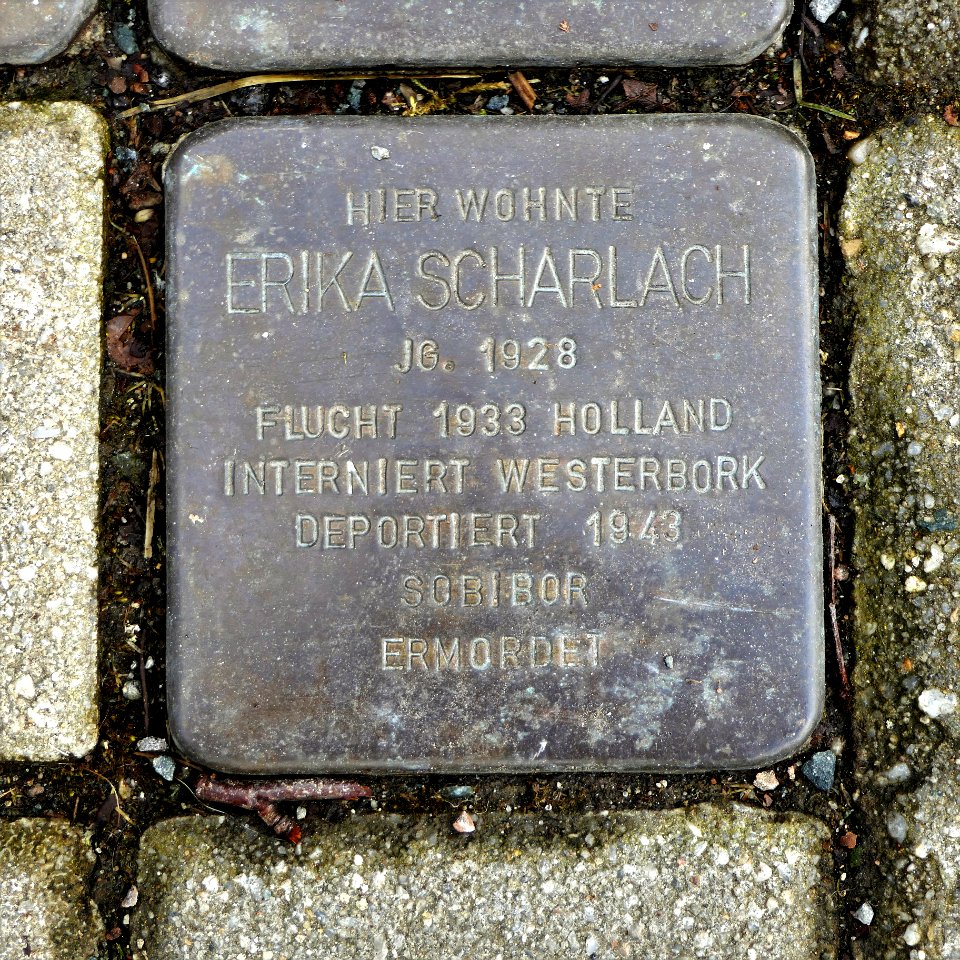 HIER WOHNTE
ERIKA SCHARLACH
JG. 1928
FLUCHT 1933 HOLLAND
INTERNIERT WESTERBORK
DEPORTIERT 1943
SOBIBOR
ERMORDET